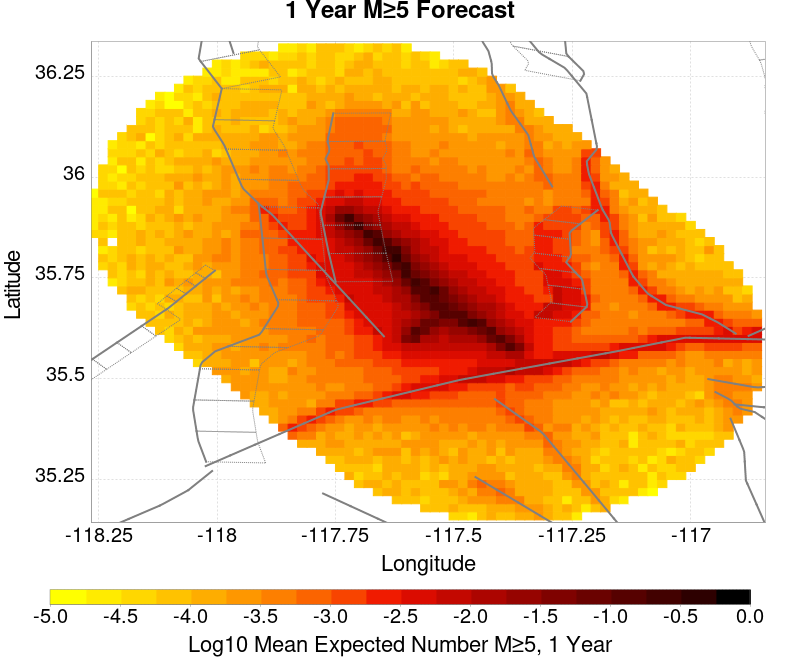 1 Year M≥5 Forecast
36.25
36
35.75
35.5
35.25
Latitude
-118.25 -118 -117.75 -117.5 -117.25 -117
Longitude
-5.0 -4.5 -4.0 -3.5 -3.0 -2.5 -2.0 -1.5 -1.0 -0.5 0.0
Log10 Mean Expected Number M≥5, 1 Year